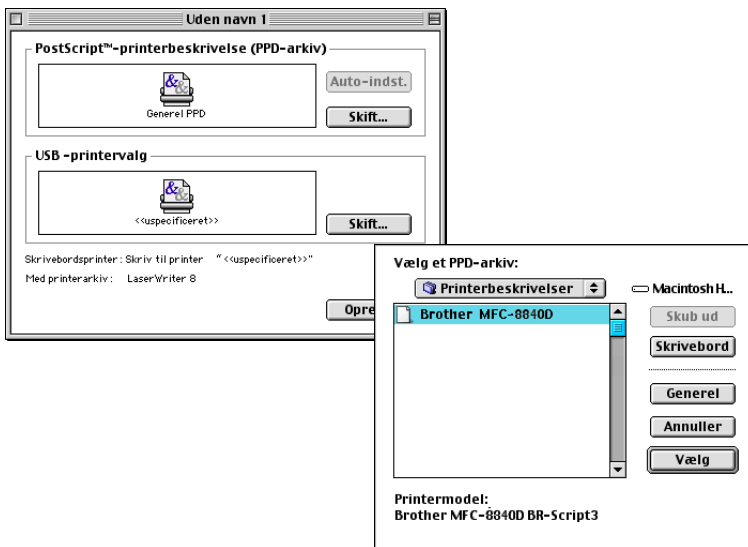 Uden navn 1
PostScript™-printerbeskrivelse (PPD-arkiv)
Generel PPD
Auto-indst.
Skift...
USB -printervalg
<<uspecificeret>>
Skift...
Skrivebordsprinter: Skriv til printer "<<uspecificeret>>"
Med printerarkiv: LaserWriter 8
Opre
Vælg et PPD-arkiv:
Printerbeskrivelser
Macintosh H...
Brother MFC-8840D
Skub ud
Skrivebord
Generel
Annuller
Vælg
Printermodel:
Brother MFC-8840D BR-Script3